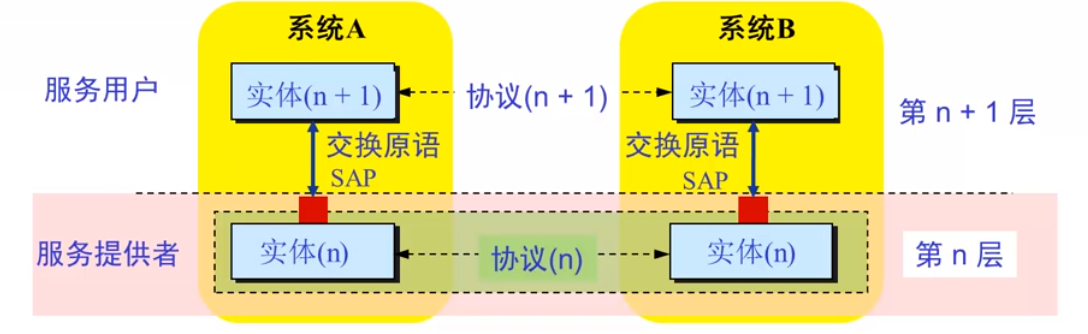 系统A
系统B
服务用户
实体(n + 1)
协议(n + 1)
实体(n + 1)
第 n + 1 层
交换原语
SAP
交换原语
SAP
服务提供者
实体(n)
协议(n)
实体(n)
第 n 层